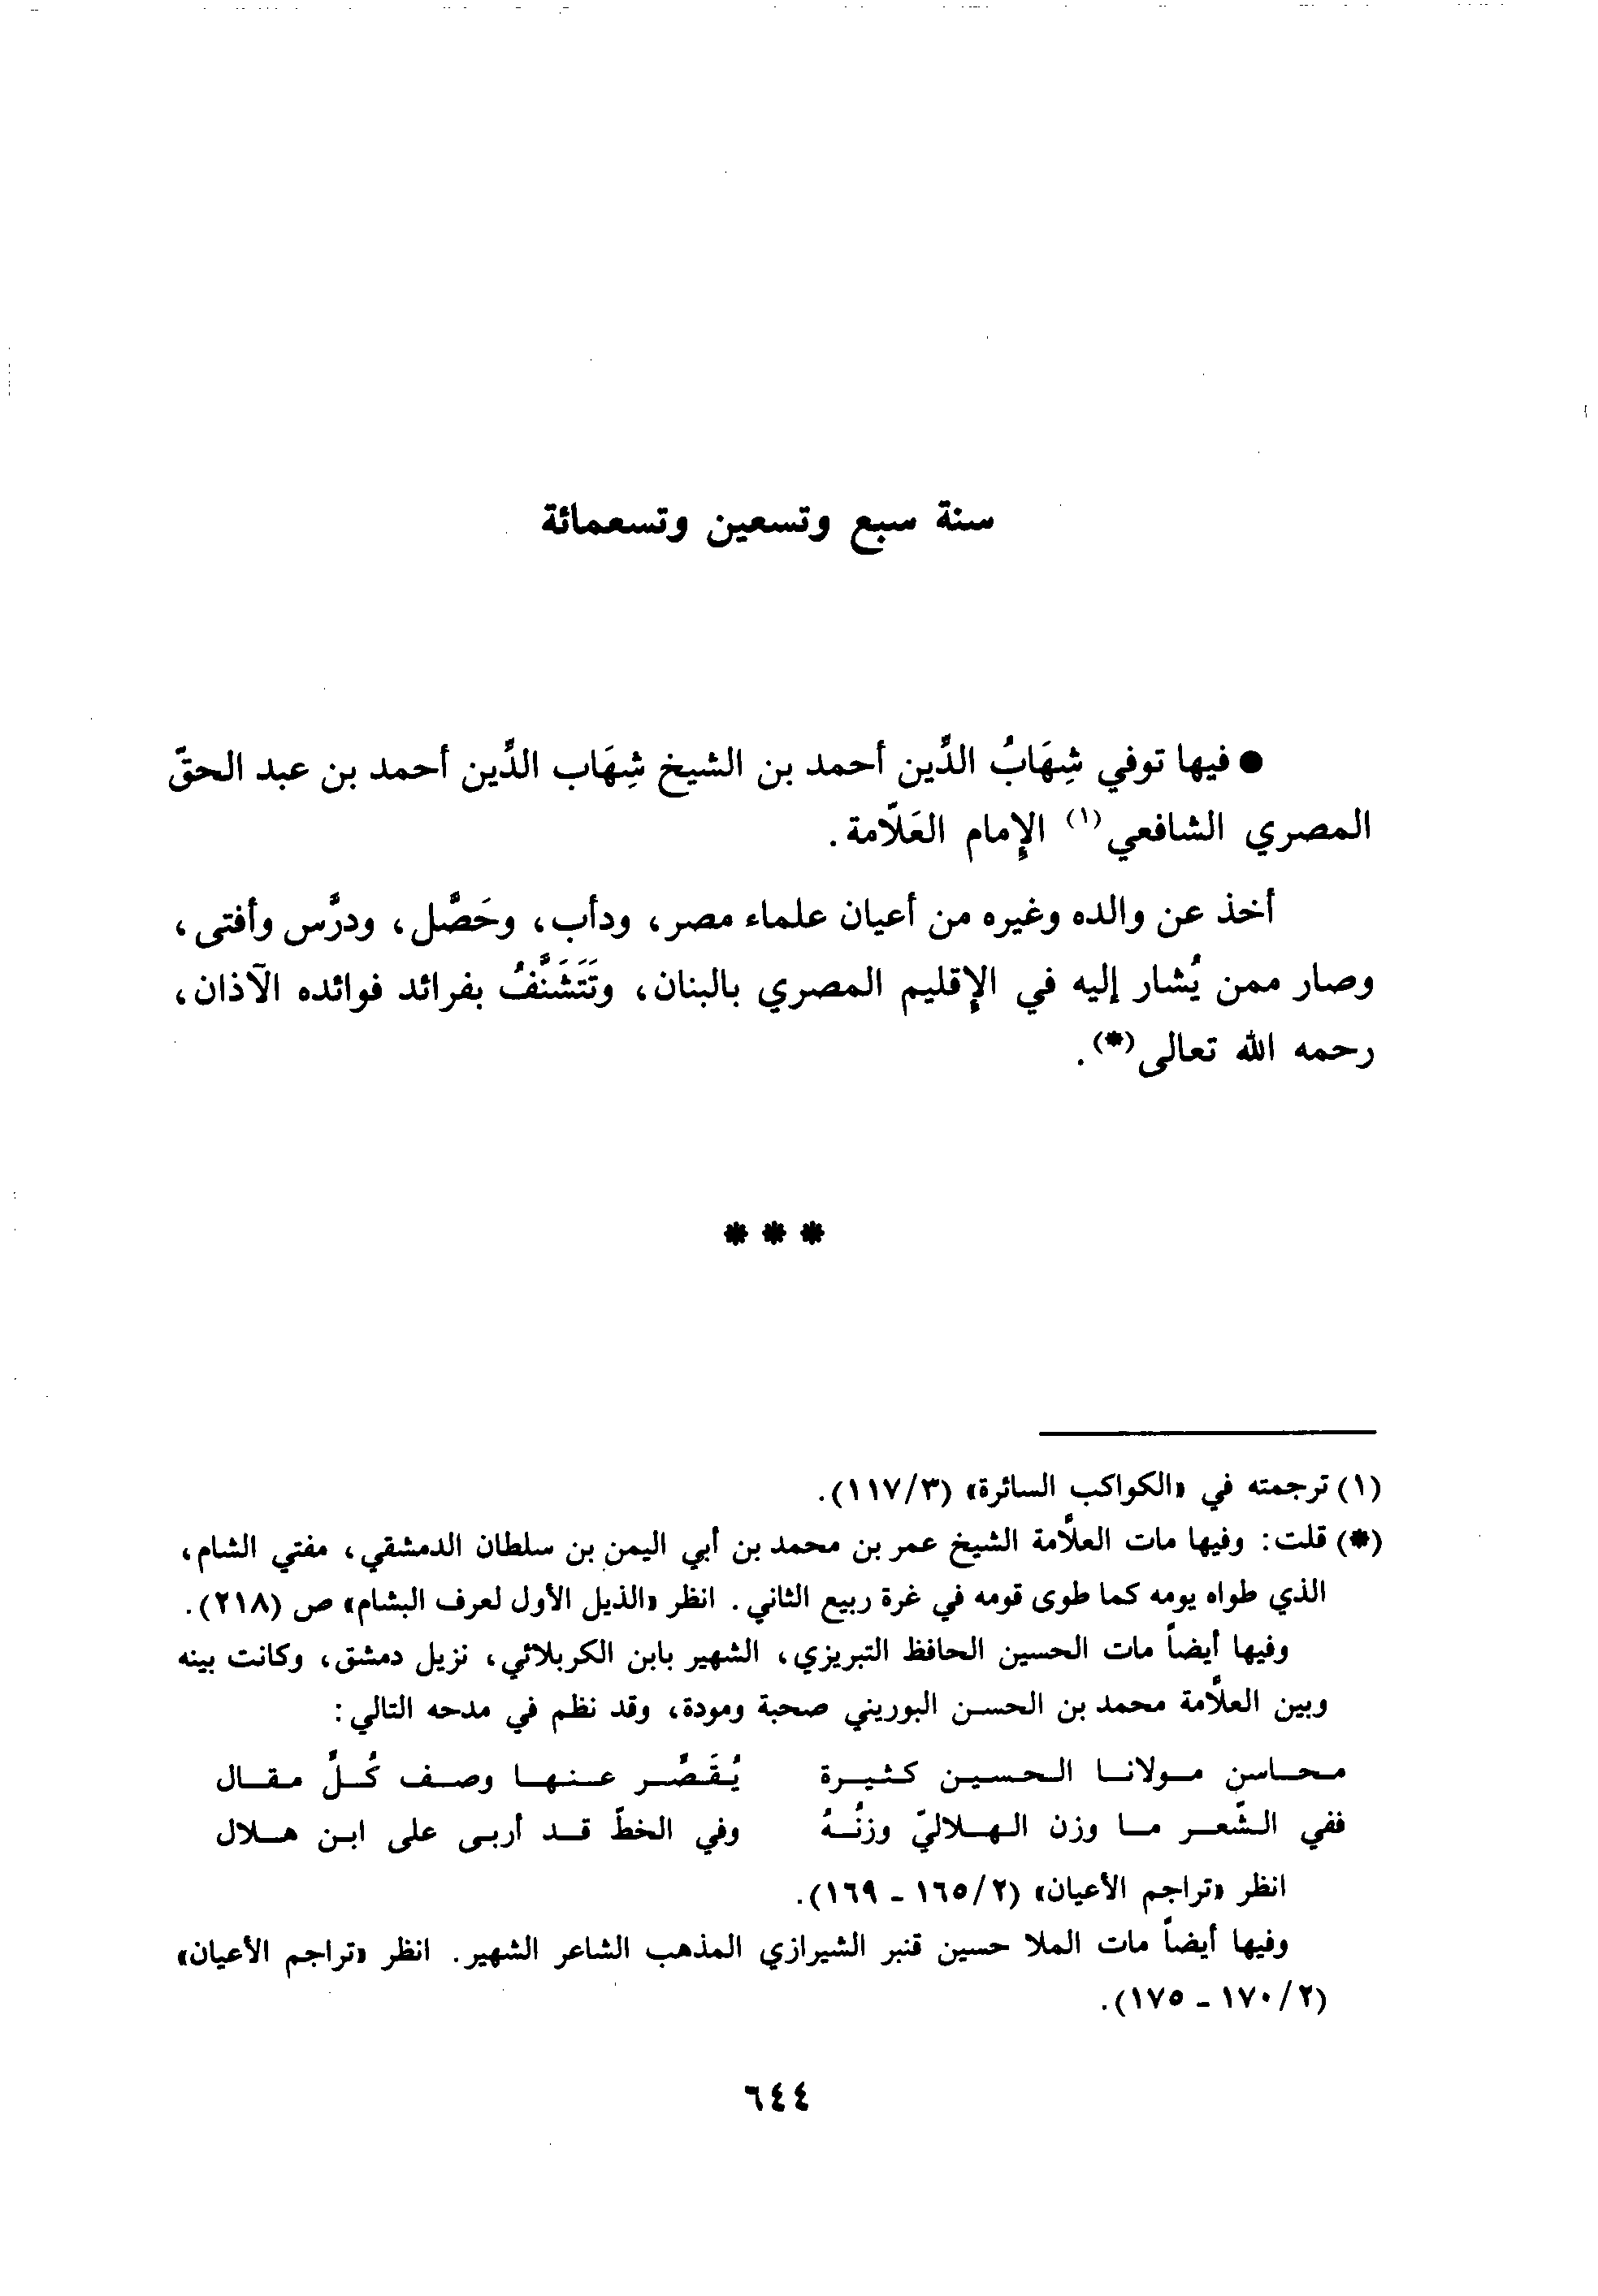 سنة سبع وتسعين وتسعمائة
● فيها توفي شِهَابُ الدِّين أحمد بن الشيخ شِهَاب الدِّين أحمد بن عبد الحقّ
المصري الشافعي(١) الإمام العَلّامة.
أخذ عن والده وغيره من أعيان علماء مصر، ودأب، وحَصَّل، ودرَّس وأفتى،
وصار ممن يُشار إليه في الإقليم المصري بالبنان، وتَتَشَنَّفُ بفرائد فوائده الآذان،
رحمه الله تعالى(*).
* * *
(١) ترجمته في «الكواكب السائرة» (١١٧/٣).
(*) قلت: وفيها مات العلاَّمة الشيخ عمر بن محمد بن أبي اليمن بن سلطان الدمشقي، مفتي الشام،
الذي طواه يومه كما طوى قومه في غرة ربيع الثاني. انظر «الذيل الأول لعرف البشام» ص (٢١٨).
وفيها أيضاً مات الحسين الحافظ التبريزي، الشهير بابن الكربلائي، نزيل دمشق، وكانت بينه
وبين العلاَّمة محمد بن الحسن البوريني صحبة ومودة، وقد نظم في مدحه التالي:
محاسن مولانا الحسين كثيرة يُقَصِّر عنها وصف كُلِّ مقال
ففي الشّعر ما وزن الهلاليّ وزنُهُ وفي الخطّ قد أربى على ابن هلال
انظر «تراجم الأعيان» (١٦٥/٢ - ١٦٩).
وفيها أيضاً مات الملا حسين قنبر الشيرازي المذهب الشاعر الشهير. انظر «تراجم الأعيان»
(١٧٠/٢ - ١٧٥).
٦٤٤